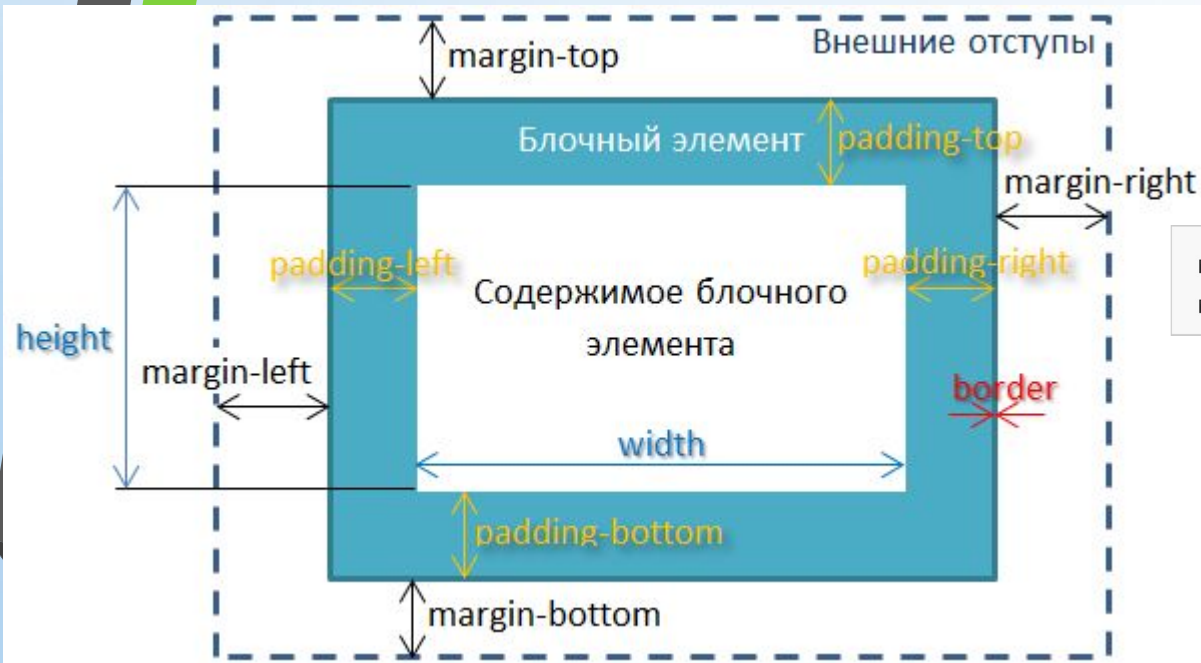 margin-top
Внешние отступы
Блочный элемент
padding-top
margin-right
padding-left
padding-right
Содержимое блочного
элемента
height
margin-left
border
width
padding-bottom
margin-bottom